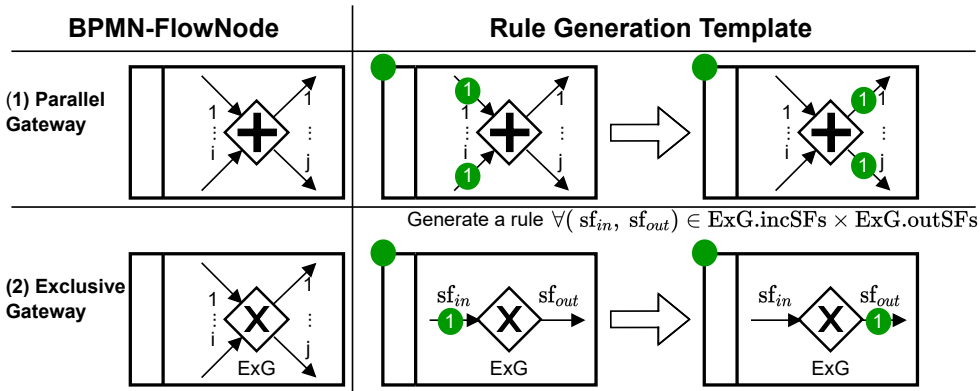 BPMN-FlowNode
Rule Generation Template
(1) Parallel
Gateway
1
⋮
i
1
⋮
j
1
1
1
⋮
i
1
⋮
j
1
⋮
i
1
1
1
⋮
j
Generate a rule ∀( sf_in, sf_out) ∈ ExG.incSFs × ExG.outSFs
(2) Exclusive
Gateway
1
⋮
i
X
1
⋮
j
ExG
sf_in
1
X
sf_out
ExG
sf_in
X
sf_out
1
ExG